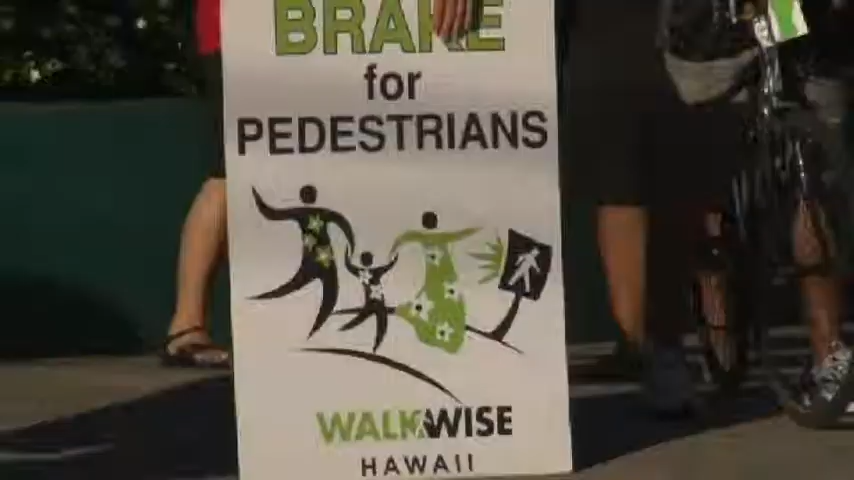 BRAKE
for
PEDESTRIANS
WALKWISE
HAWAII